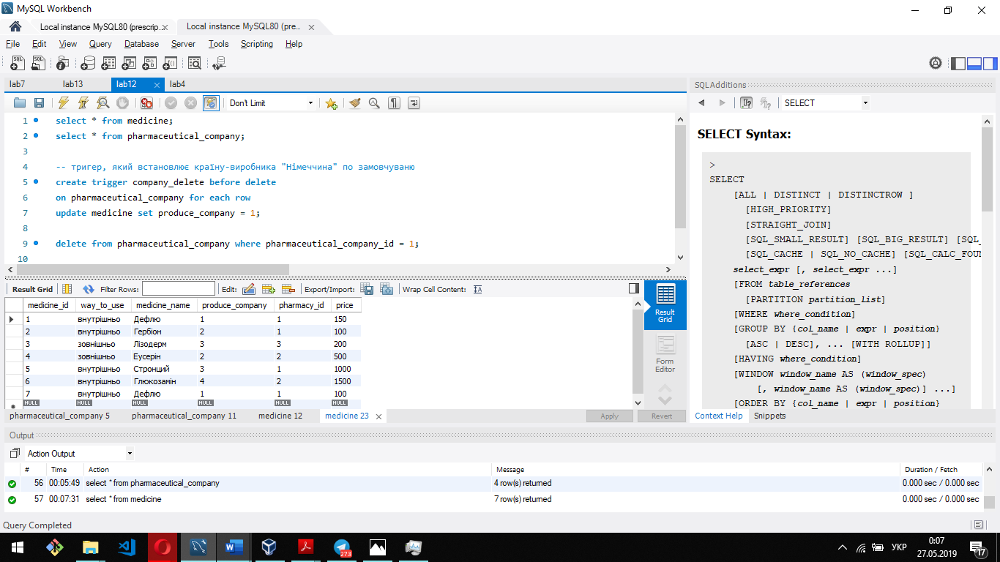 MySQL Workbench
Local instance MySQL80 (prescrip...
Local instance MySQL80 (pre...
File Edit View Query Database Server Tools Scripting Help
lab7 lab13 lab12 lab4
Don't Limit
1 select * from medicine;
2 select * from pharmaceutical_company;
3
4 -- тригер, який встановлює країну-виробника "Німеччина" по замовчуваню
5 create trigger company_delete before delete
6 on pharmaceutical_company for each row
7 update medicine set produce_company = 1;
8
9 delete from pharmaceutical_company where pharmaceutical_company_id = 1;
10
Result Grid Filter Rows: Edit: Export/Import: Wrap Cell Content:
medicine_id way_to_use medicine_name produce_company pharmacy_id price
1 внутрішньо Дефлю 1 1 150
2 внутрішньо Гербіон 2 1 100
3 зовнішньо Лізодерм 3 3 200
4 зовнішньо Еусерін 2 2 500
5 внутрішньо Стронций 3 1 1000
6 внутрішньо Глюкозамін 4 2 1500
7 внутрішньо Дефлю 1 1 100
NULL NULL NULL NULL NULL NULL
Result
Grid
Form
Editor
pharmaceutical_company 5 pharmaceutical_company 11 medicine 12 medicine 23 Apply Revert
SQLAdditions
SELECT
SELECT Syntax:
>
SELECT
[ALL | DISTINCT | DISTINCTROW ]
[HIGH_PRIORITY]
[STRAIGHT_JOIN]
[SQL_SMALL_RESULT] [SQL_BIG_RESULT] [SQL_
[SQL_CACHE | SQL_NO_CACHE] [SQL_CALC_FOUN
select_expr [, select_expr ...]
[FROM table_references
[PARTITION partition_list]
[WHERE where_condition]
[GROUP BY {col_name | expr | position}
[ASC | DESC], ... [WITH ROLLUP]]
[HAVING where_condition]
[WINDOW window_name AS (window_spec)
[, window_name AS (window_spec)] ...]
[ORDER BY {col_name | expr | position}
Context Help Snippets
Output
Action Output
# Time Action Message Duration / Fetch
56 00:05:49 select * from pharmaceutical_company 4 row(s) returned 0.000 sec / 0.000 sec
57 00:07:31 select * from medicine 7 row(s) returned 0.000 sec / 0.000 sec
Query Completed
273
УКР
0:07
27.05.2019
17